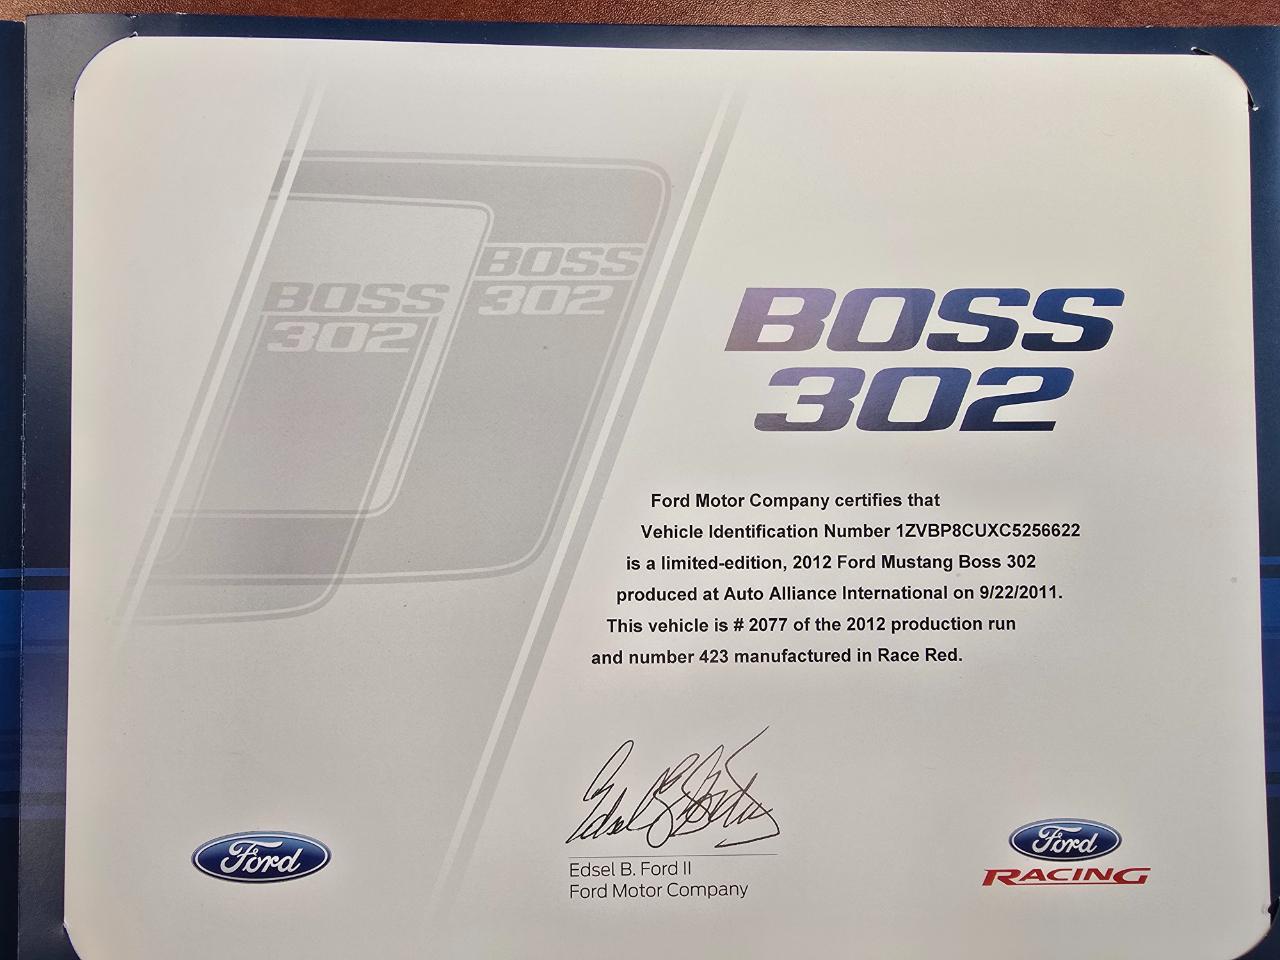 BOSS
302
BOSS
302
BOSS
302
Ford Motor Company certifies that
Vehicle Identification Number 1ZVBP8CUXC5256622
is a limited-edition, 2012 Ford Mustang Boss 302
produced at Auto Alliance International on 9/22/2011.
This vehicle is # 2077 of the 2012 production run
and number 423 manufactured in Race Red.
Edsel B. Ford II
Edsel B. Ford II
Ford Motor Company
Ford
Ford
RACING